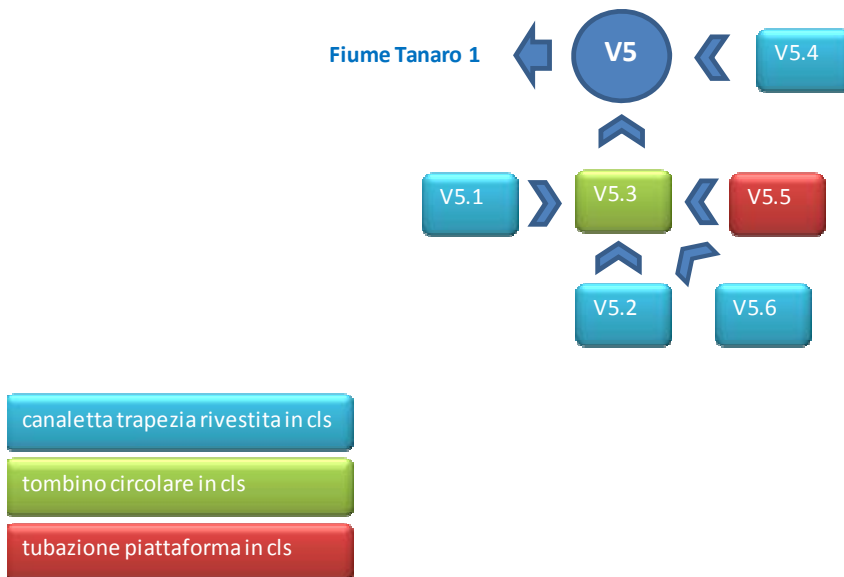 Fiume Tanaro 1
V5
V5.4
V5.1
V5.3
V5.5
V5.2
V5.6
canaletta trapezia rivestita in cls
tombino circolare in cls
tubazione piattaforma in cls